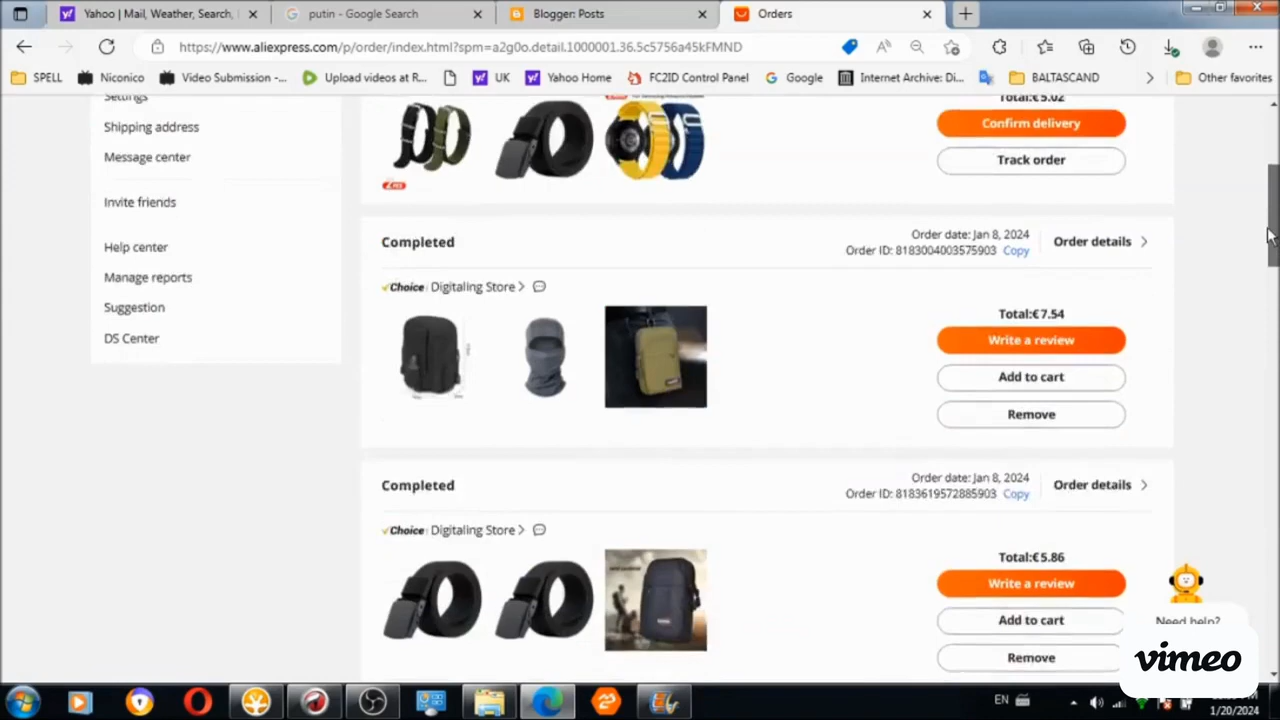 Yahoo | Mail, Weather, Search,
putin - Google Search
Blogger: Posts
Orders
https://www.aliexpress.com/p/order/index.html?spm=a2g0o.detail.1000001.36.5c5756a45kFMND
SPELL
Niconico
Video Submission -...
Upload videos at R...
UK
Yahoo Home
FC2ID Control Panel
Google
Internet Archive: Di...
BALTASCAND
Other favorites
Settings
Shipping address
Message center
Invite friends
Help center
Manage reports
Suggestion
DS Center
Total:€5.02
Confirm delivery
Track order
Completed
Order date: Jan 8, 2024
Order ID: 8183004003575903 Copy
Order details
Choice Digitaling Store
Total:€7.54
Write a review
Add to cart
Remove
Completed
Order date: Jan 8, 2024
Order ID: 8183619572885903 Copy
Order details
Choice Digitaling Store
Total:€5.86
Write a review
Add to cart
Remove
Need help?
vimeo
EN
1/20/2024